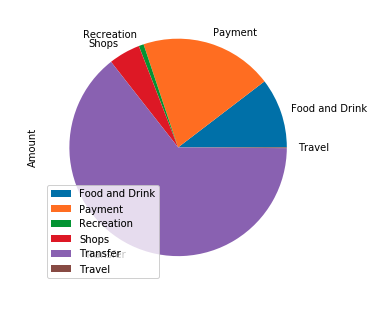 Recreation
Shops
Payment
Food and Drink
Travel
Amount
Food and Drink
Payment
Recreation
Shops
Transfer
Travel